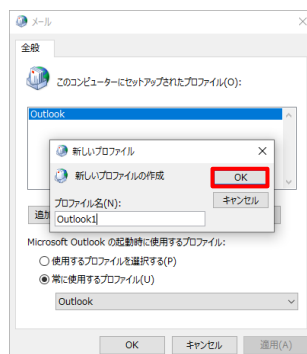 メール
全般
このコンピューターにセットアップされたプロファイル(O):
Outlook
新しいプロファイル
新しいプロファイルの作成
OK
キャンセル
プロファイル名(N):
Outlook1
追加
Microsoft Outlook の起動時に使用するプロファイル:
使用するプロファイルを選択する(P)
常に使用するプロファイル(U)
Outlook
OK
キャンセル
適用(A)